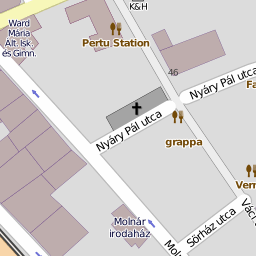 K&H
Ward
Mária
Ált. Isk.
és Gimn.
Pertu Station
46
Nyáry Pál
Nyáry Pál utca
grappa
Molnár
irodaház
Sörház utca